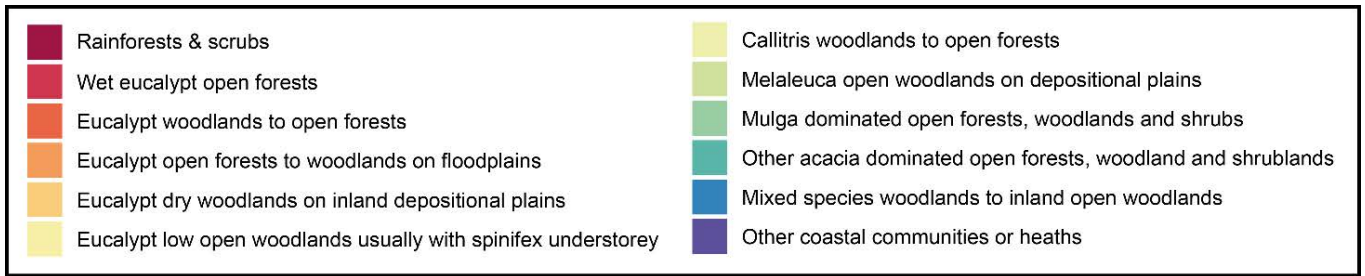 Rainforests & scrubs
Wet eucalypt open forests
Eucalypt woodlands to open forests
Eucalypt open forests to woodlands on floodplains
Eucalypt dry woodlands on inland depositional plains
Eucalypt low open woodlands usually with spinifex understorey
Callitris woodlands to open forests
Melaleuca open woodlands on depositional plains
Mulga dominated open forests, woodlands and shrubs
Other acacia dominated open forests, woodland and shrublands
Mixed species woodlands to inland open woodlands
Other coastal communities or heaths